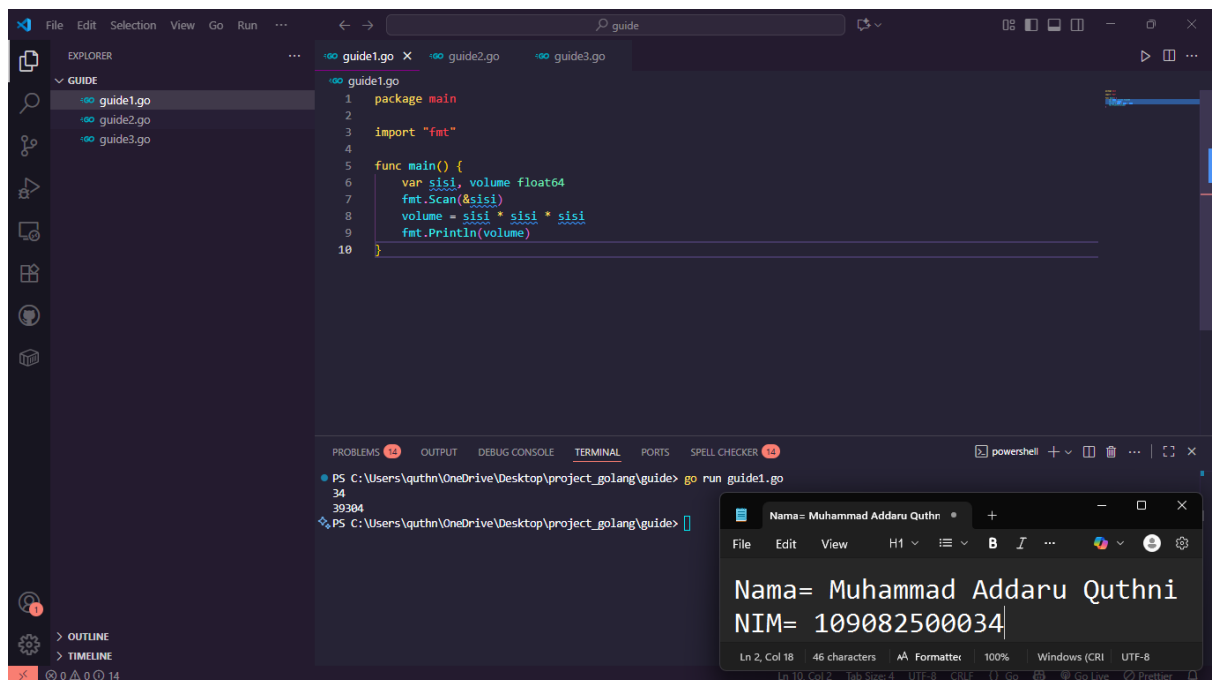 File Edit Selection View Go Run ··· guide
EXPLORER ···
GUIDE
guide1.go
guide2.go
guide3.go
guide1.go guide2.go guide3.go
guide1.go
1 package main
2
3 import "fmt"
4
5 func main() {
6 var sisi, volume float64
7 fmt.Scan(&sisi)
8 volume = sisi * sisi * sisi
9 fmt.Println(volume)
10 }
PROBLEMS 14 OUTPUT DEBUG CONSOLE TERMINAL PORTS SPELL CHECKER 14 powershell
PS C:\Users\quthn\OneDrive\Desktop\project_golang\guide> go run guide1.go
34
39304
PS C:\Users\quthn\OneDrive\Desktop\project_golang\guide>
Nama= Muhammad Addaru Quthn
File Edit View H1 B I ···
Nama= Muhammad Addaru Quthni
NIM= 109082500034
Ln 2, Col 18 46 characters Formatted 100% Windows (CRI UTF-8
1
OUTLINE
TIMELINE
0 0 14 Ln 10, Col 2 Tab Size: 4 UTF-8 CRLF {} Go Go Live Prettier